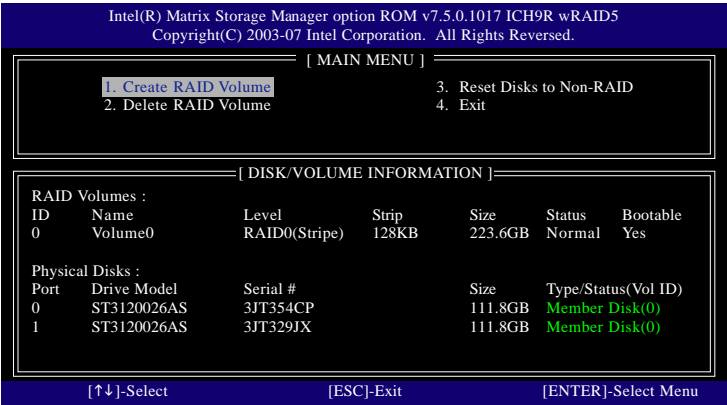 Intel(R) Matrix Storage Manager option ROM v7.5.0.1017 ICH9R wRAID5
Copyright(C) 2003-07 Intel Corporation. All Rights Reversed.
[ MAIN MENU ]
1. Create RAID Volume 3. Reset Disks to Non-RAID
2. Delete RAID Volume 4. Exit
[ DISK/VOLUME INFORMATION ]
RAID Volumes :
ID Name Level Strip Size Status Bootable
0 Volume0 RAID0(Stripe) 128KB 223.6GB Normal Yes
Physical Disks :
Port Drive Model Serial # Size Type/Status(Vol ID)
0 ST3120026AS 3JT354CP 111.8GB Member Disk(0)
1 ST3120026AS 3JT329JX 111.8GB Member Disk(0)
[↑↓]-Select [ESC]-Exit [ENTER]-Select Menu